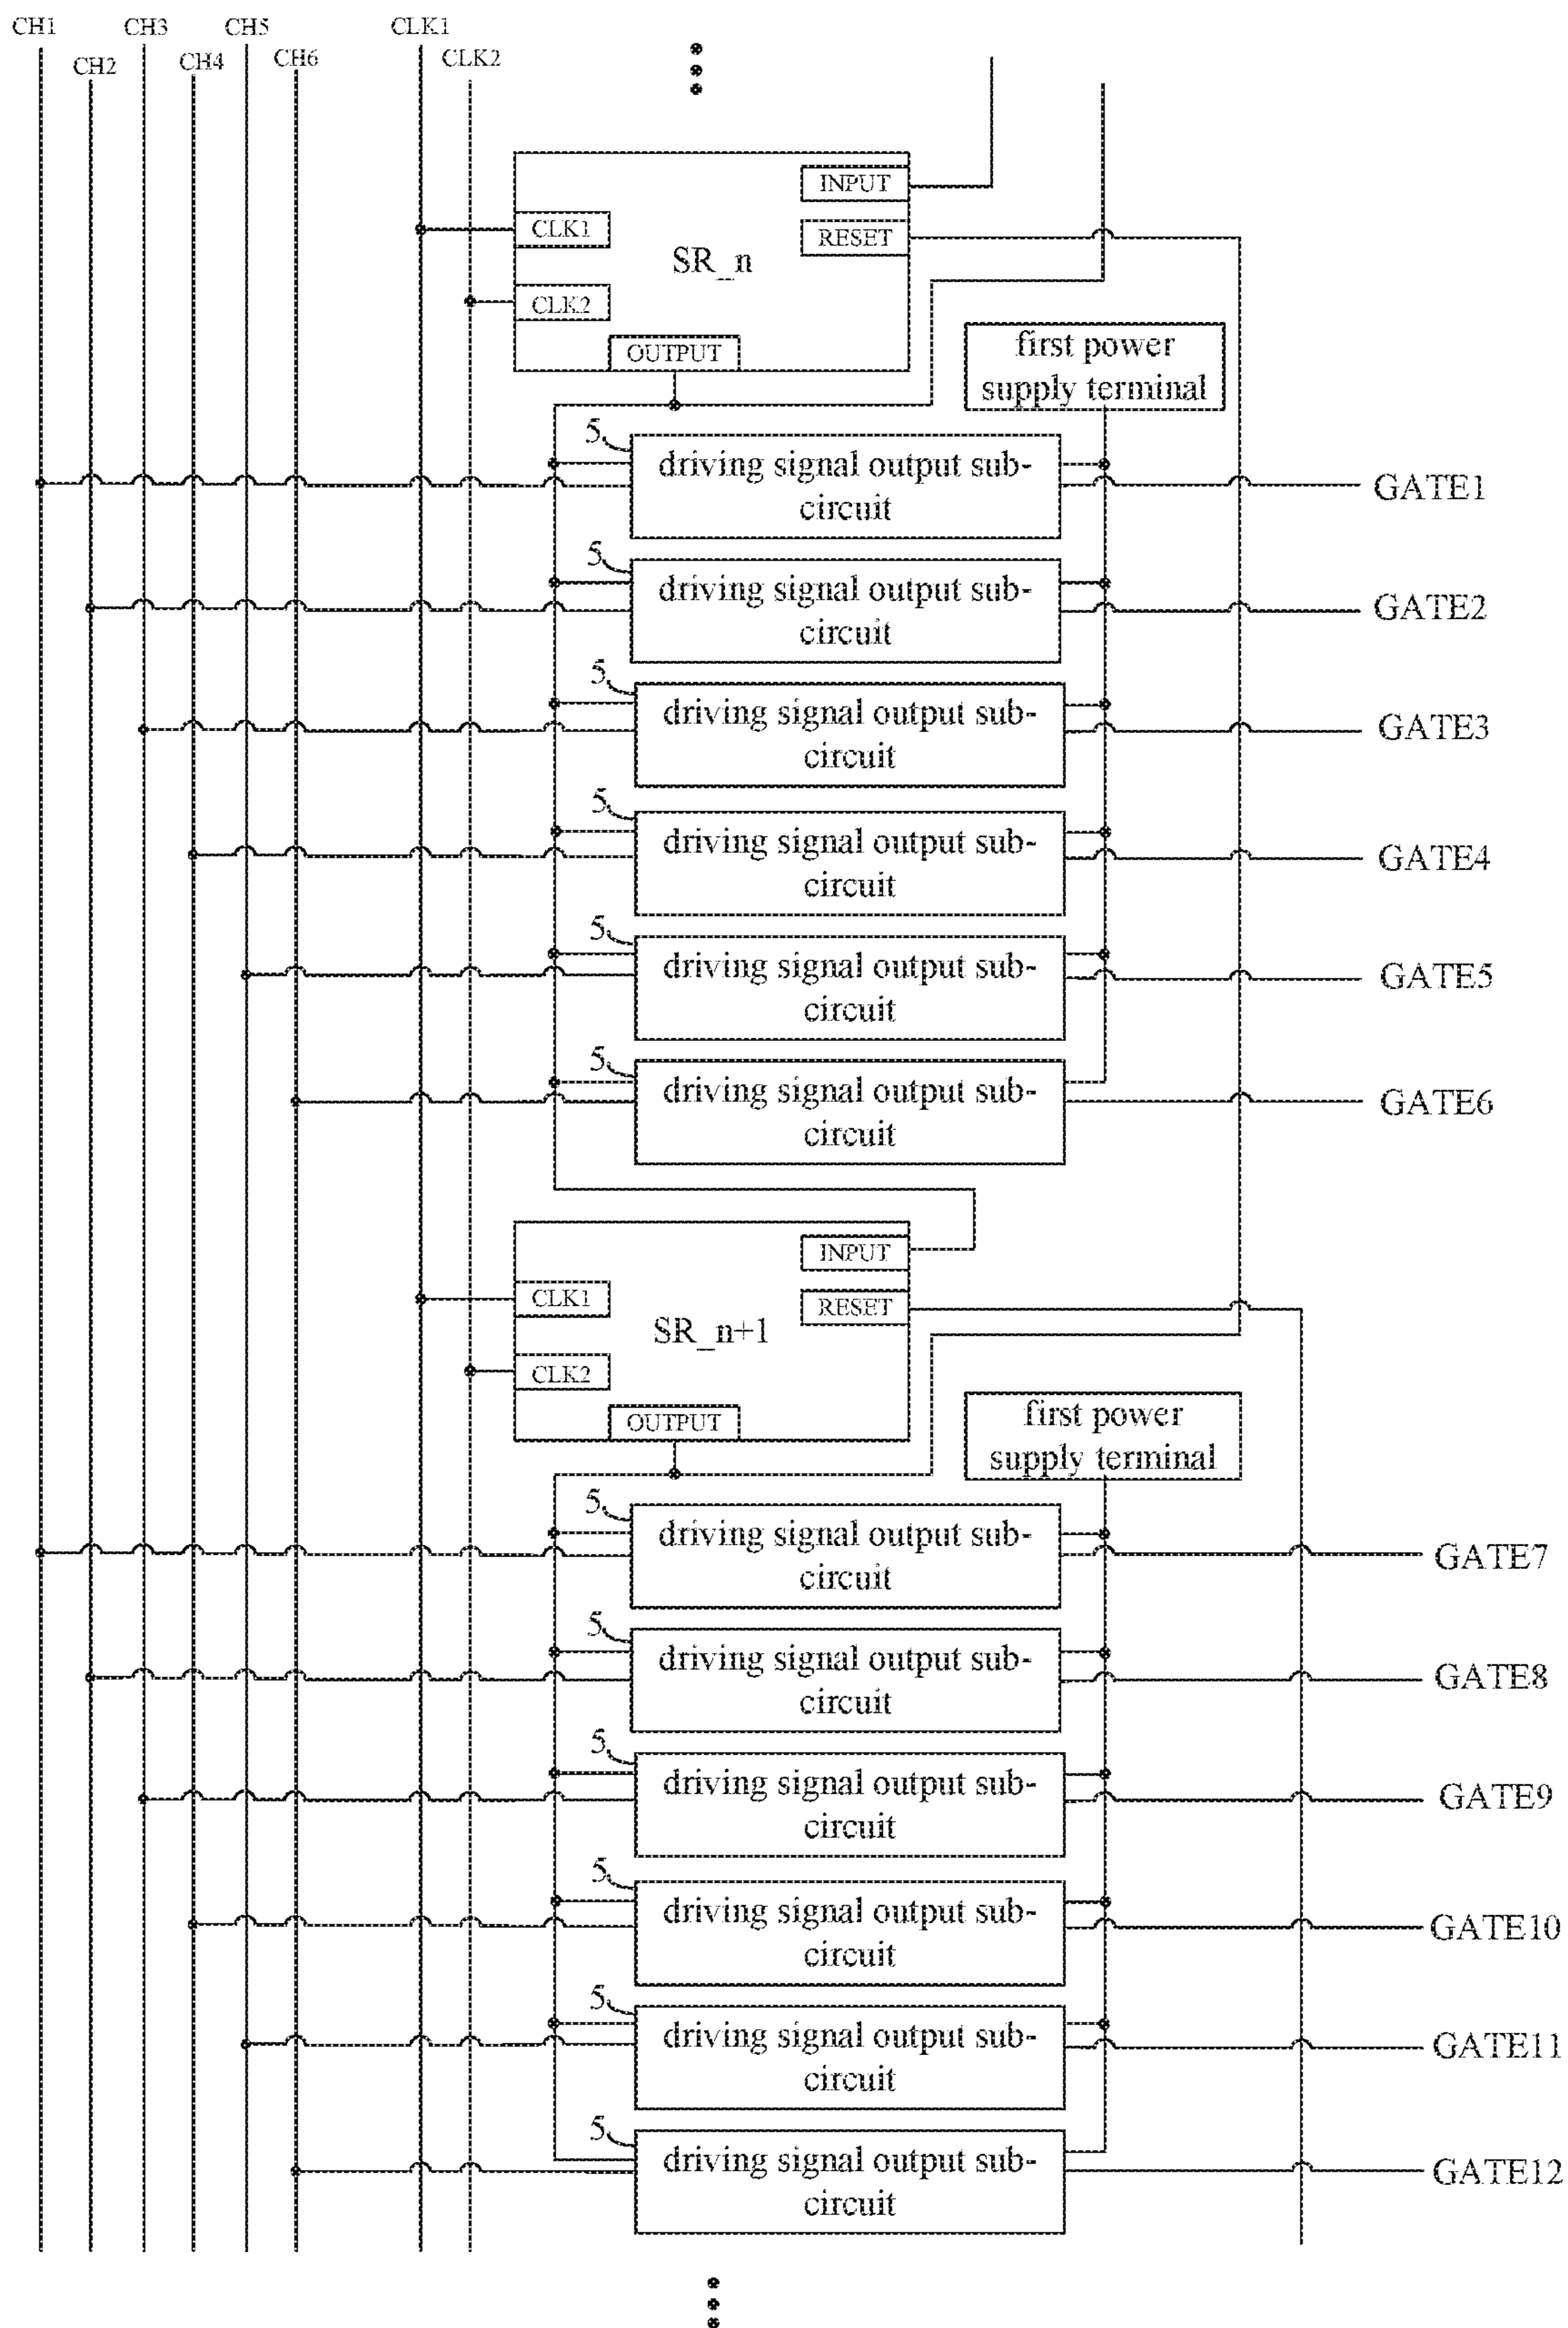 CH1
CH3
CH5
CLK1
CH2
CH4
CH6
CLK2
INPUT
CLK1
RESET
SR_n
CLK2
OUTPUT
first power
supply terminal
5
driving signal output sub-
circuit
GATE1
5
driving signal output sub-
circuit
GATE2
5
driving signal output sub-
circuit
GATE3
5
driving signal output sub-
circuit
GATE4
5
driving signal output sub-
circuit
GATE5
5
driving signal output sub-
circuit
GATE6
INPUT
CLK1
RESET
SR_n+1
CLK2
OUTPUT
first power
supply terminal
5
driving signal output sub-
circuit
GATE7
5
driving signal output sub-
circuit
GATE8
5
driving signal output sub-
circuit
GATE9
5
driving signal output sub-
circuit
GATE10
5
driving signal output sub-
circuit
GATE11
5
driving signal output sub-
circuit
GATE12